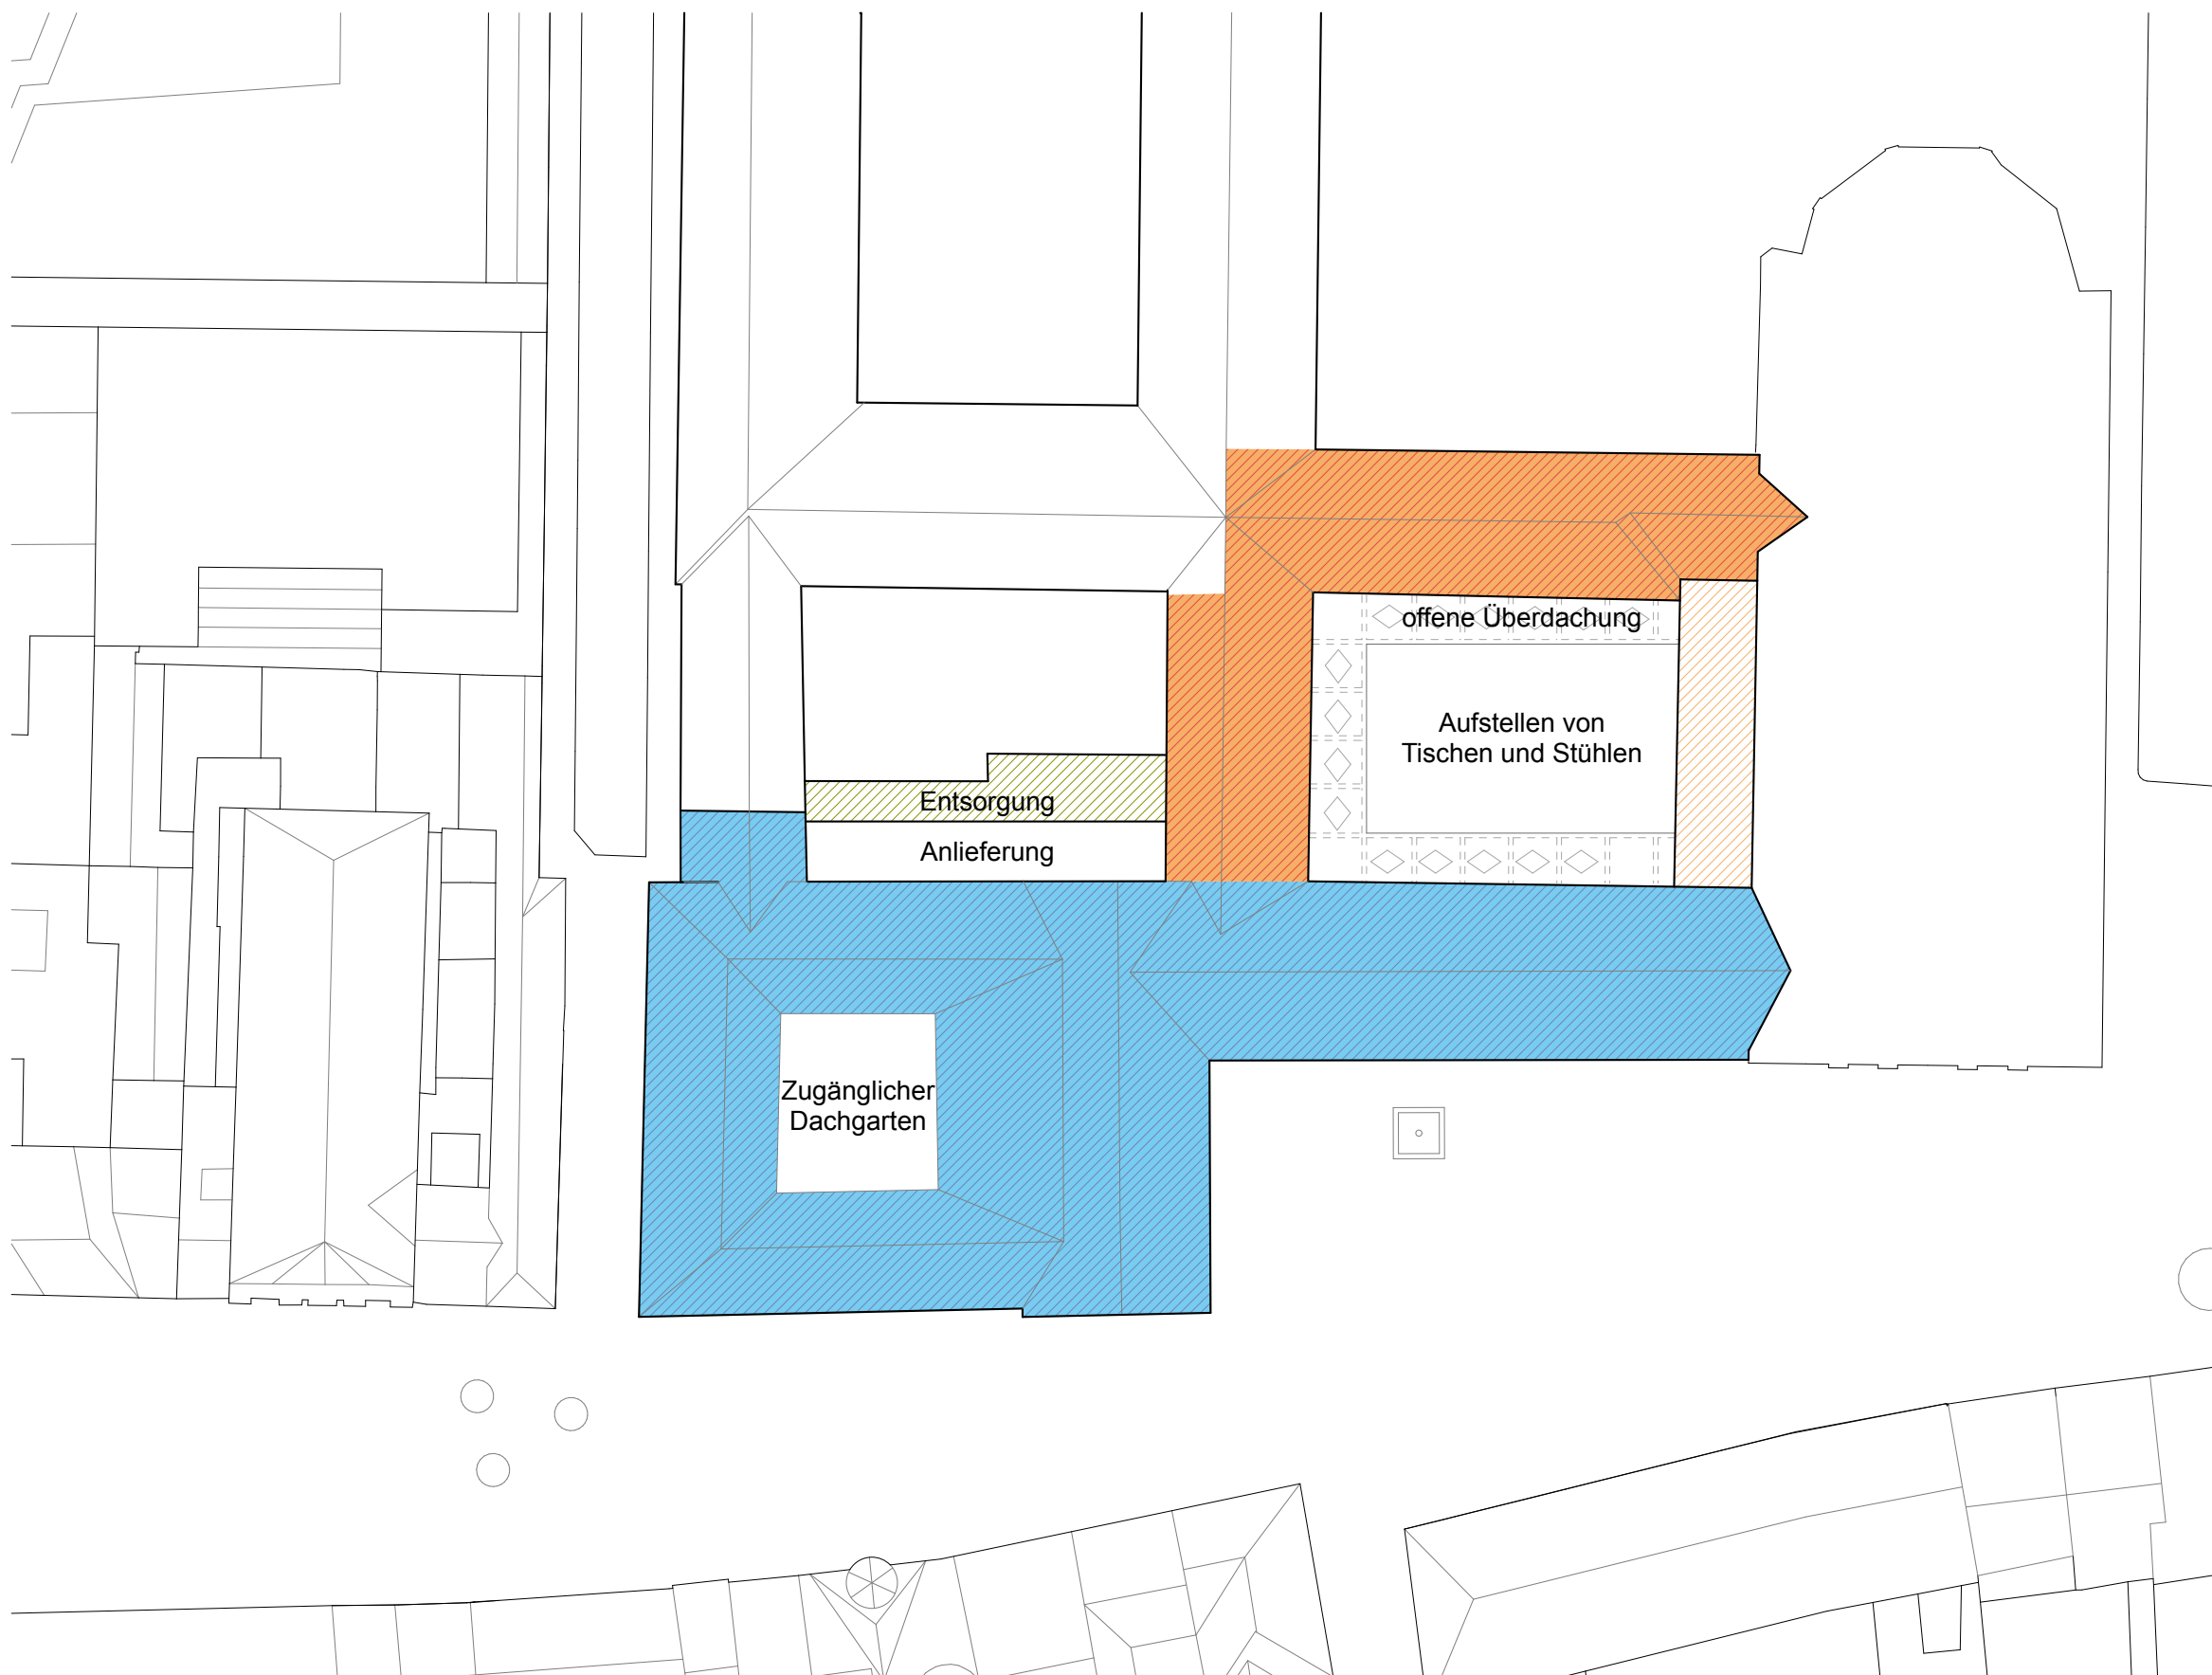 offene Überdachung
Aufstellen von
Tischen und Stühlen
Entsorgung
Anlieferung
Zugänglicher
Dachgarten